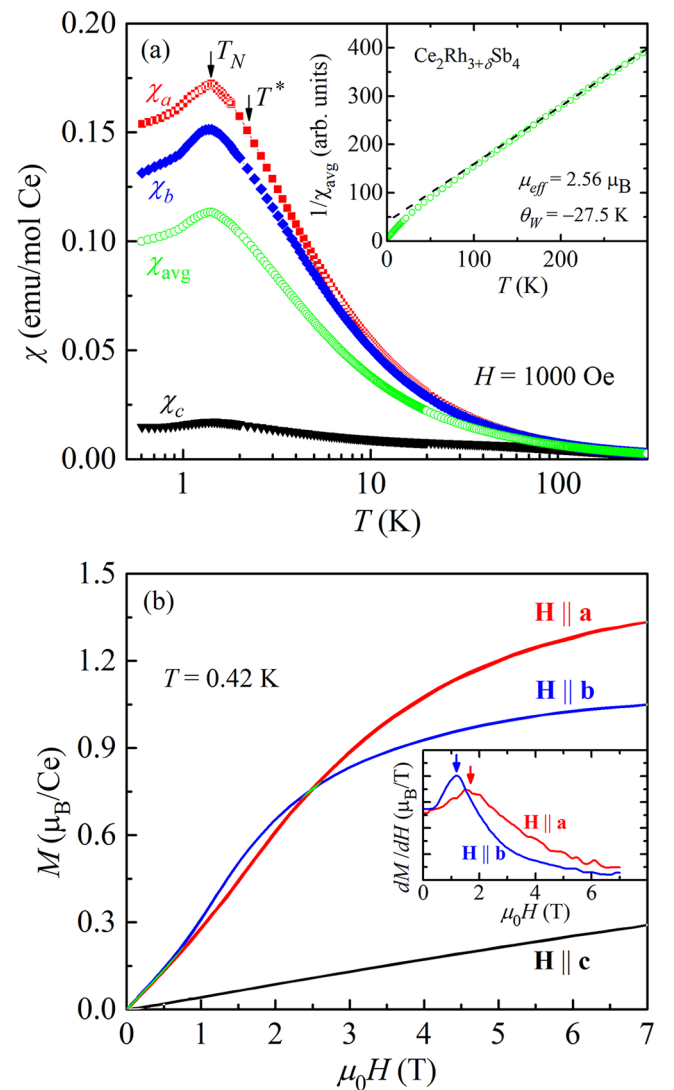 (a)
T_N
T*
χ_a
χ_b
χ_avg
χ_c
H = 1000 Oe
0.20
0.15
0.10
0.05
0.00
χ (emu/mol Ce)
1
10
100
T (K)
Ce₂Rh₃₊δSb₄
400
300
200
100
0
1/χ_avg (arb. units)
μ_eff = 2.56 μ_B
θ_W = −27.5 K
0
100
200
T (K)
(b)
T = 0.42 K
H || a
H || b
H || c
1.5
1.2
0.9
0.6
0.3
0.0
M (μ_B/Ce)
0
1
2
3
4
5
6
7
μ₀H (T)
dM/dH (μ_B/T)
H || a
H || b
0
2
4
6
μ₀H (T)